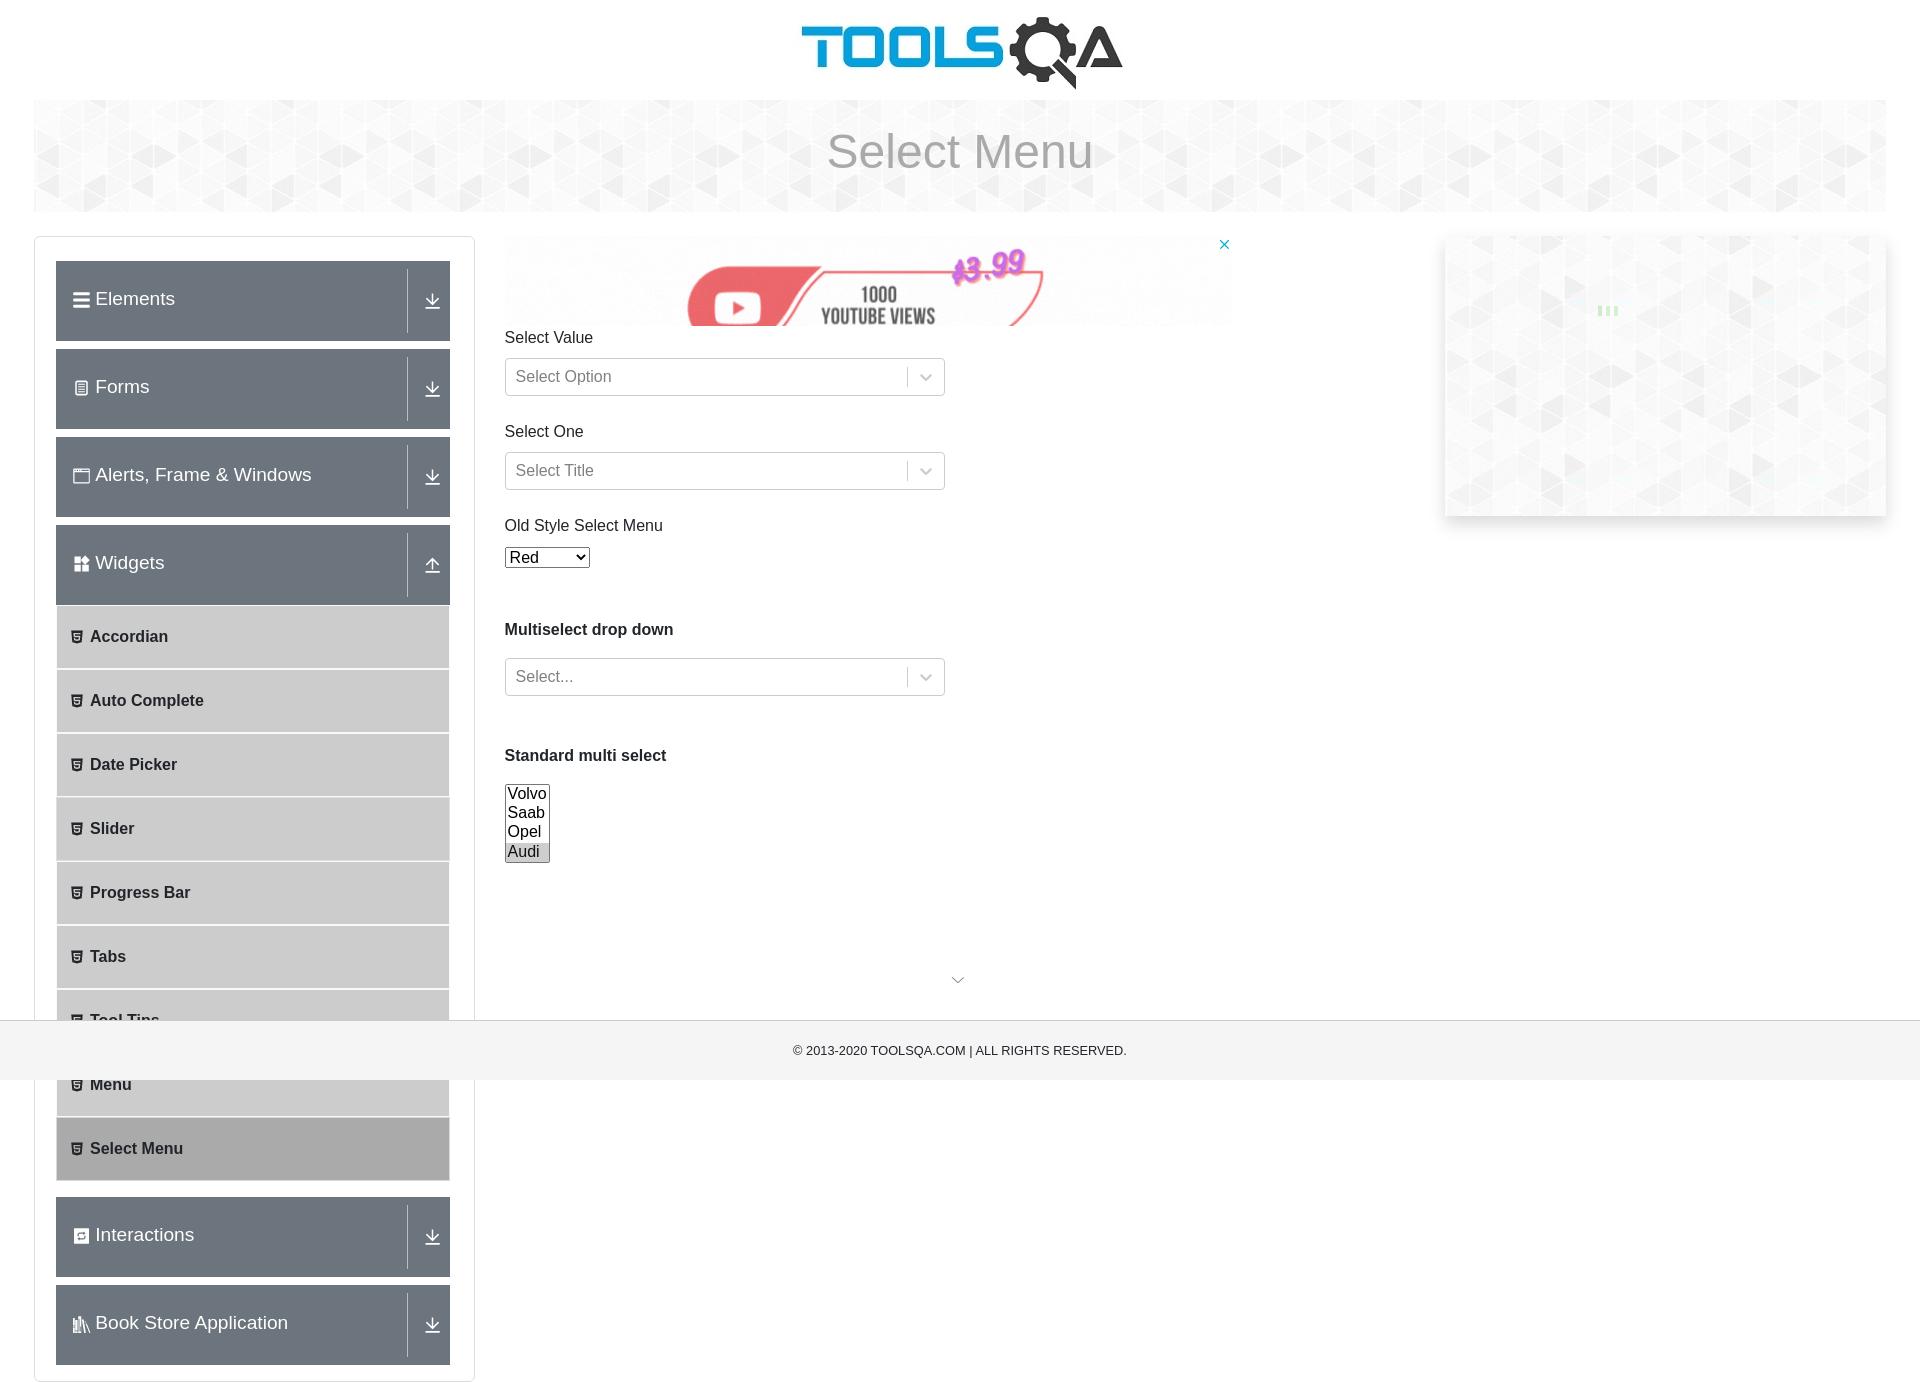 TOOLSQA
Select Menu
Elements
Forms
Alerts, Frame & Windows
Widgets
Accordian
Auto Complete
Date Picker
Slider
Progress Bar
Tabs
Tool Tips
Menu
Select Menu
Interactions
Book Store Application
$3.99
1000
YOUTUBE VIEWS
Select Value
Select Option
Select One
Select Title
Old Style Select Menu
Red
Multiselect drop down
Select...
Standard multi select
Volvo
Saab
Opel
Audi
© 2013-2020 TOOLSQA.COM | ALL RIGHTS RESERVED.